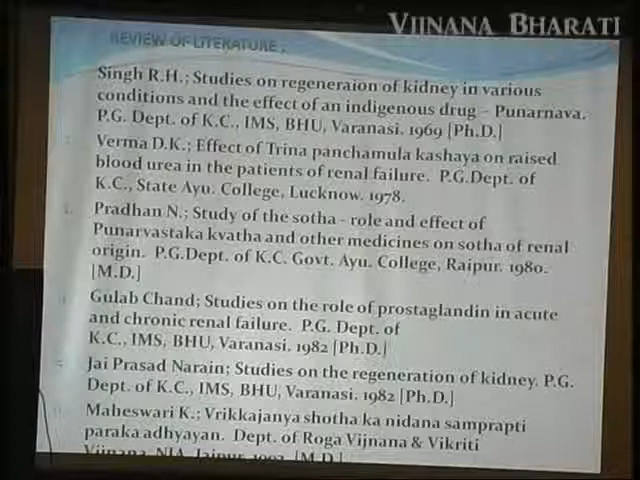 VIJNANA BHARATI
REVIEW OF LITERATURE :
Singh R.H.; Studies on regeneraion of kidney in various
conditions and the effect of an indigenous drug – Punarnava.
P.G. Dept. of K.C., IMS, BHU, Varanasi. 1969 [Ph.D.]
Verma D.K.; Effect of Trina panchamula kashaya on raised
blood urea in the patients of renal failure. P.G.Dept. of
K.C., State Ayu. College, Lucknow. 1978.
Pradhan N.; Study of the sotha - role and effect of
Punarvastaka kvatha and other medicines on sotha of renal
origin. P.G.Dept. of K.C. Govt. Ayu. College, Raipur. 1980.
[M.D.]
Gulab Chand; Studies on the role of prostaglandin in acute
and chronic renal failure. P.G. Dept. of
K.C., IMS, BHU, Varanasi. 1982 [Ph.D.]
Jai Prasad Narain; Studies on the regeneration of kidney. P.G.
Dept. of K.C., IMS, BHU, Varanasi. 1982 [Ph.D.]
Maheswari K.; Vrikkajanya shotha ka nidana samprapti
paraka adhyayan. Dept. of Roga Vijnana & Vikriti
Vijnana, NIA, Jaipur. [M.D.]